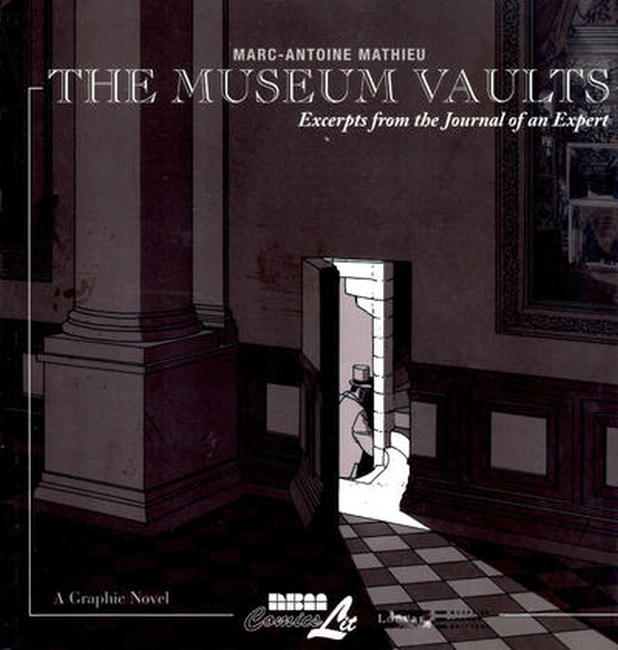 MARC-ANTOINE MATHIEU
THE MUSEUM VAULTS
Excerpts from the Journal of an Expert
A Graphic Novel
NBM
ComicsLit